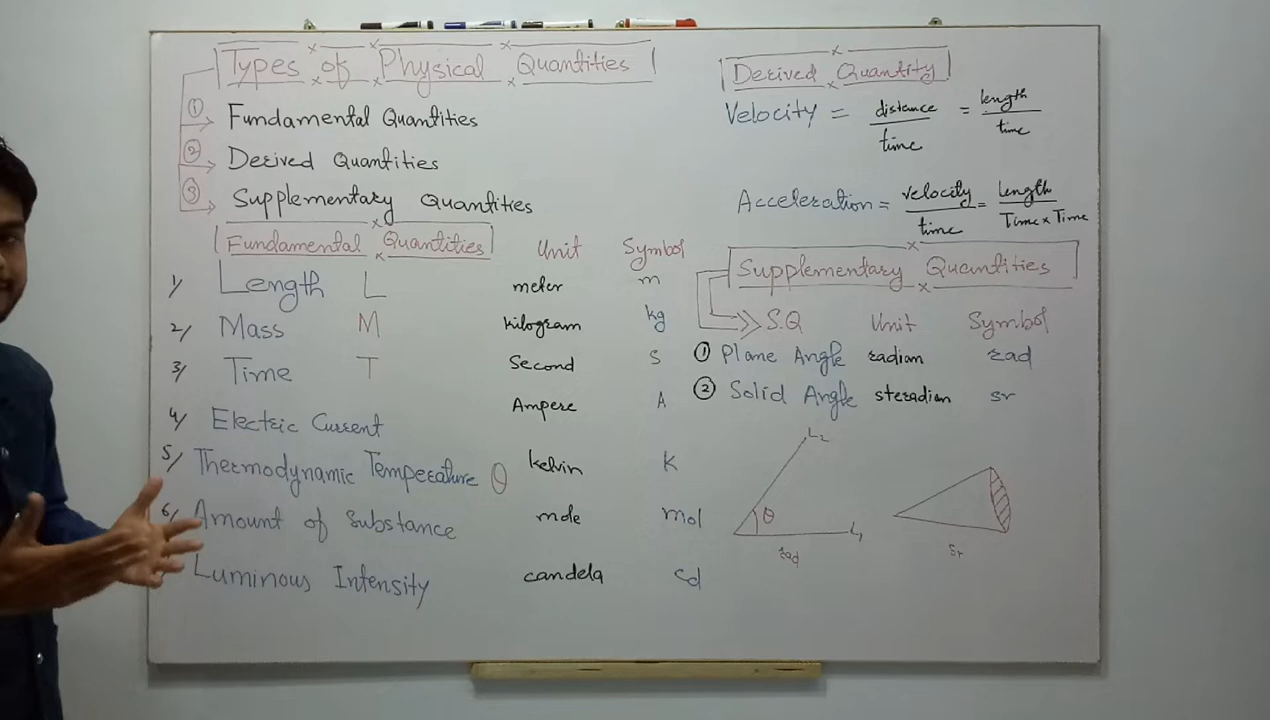 Types of Physical Quantities
① Fundamental Quantities
② Derived Quantities
③ Supplementary Quantities
Fundamental Quantities Unit Symbol
1/ Length L meter m
2/ Mass M kilogram kg
3/ Time T Second s
4/ Electric Current Ampere A
5/ Thermodynamic Temperature θ kelvin K
6/ Amount of Substance mole mol
Luminous Intensity candela cd
Derived Quantity
Velocity = distance/time = length/time
Acceleration = velocity/time = length/Time × Time
Supplementary Quantities
S.Q Unit Symbol
① Plane Angle radian rad
② Solid Angle steradian sr
L2
θ
L1
rad
Sr